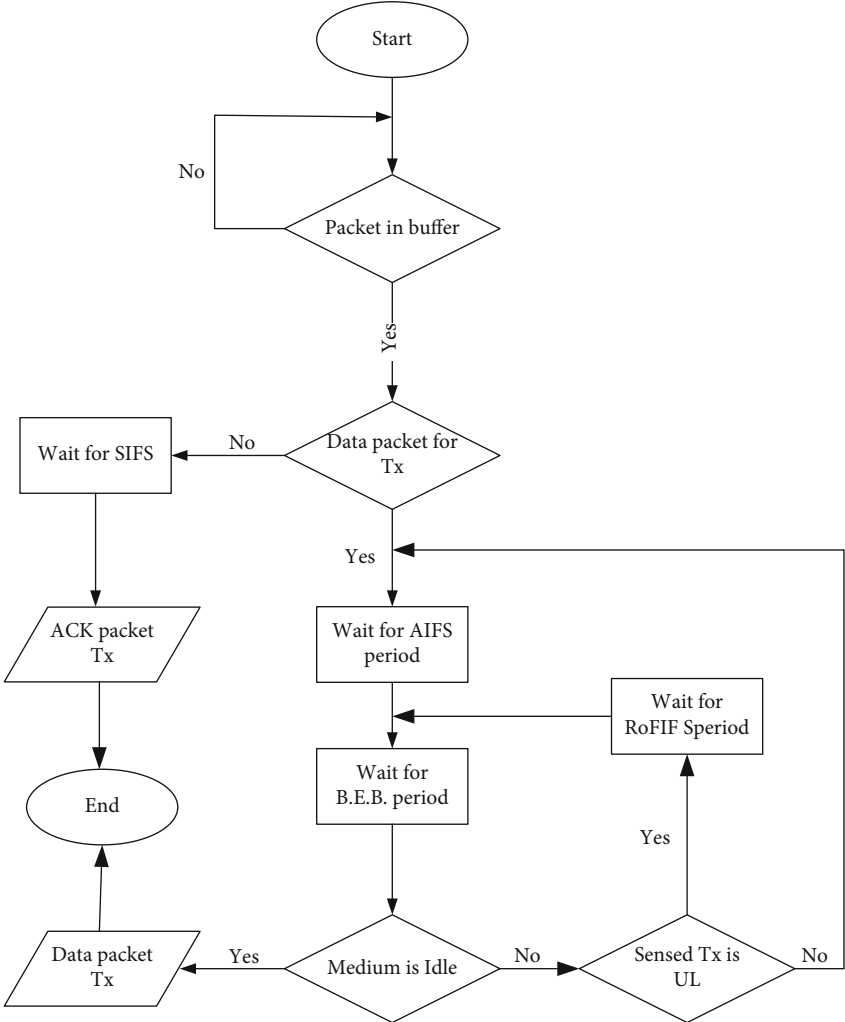 Start
No
Packet in buffer
Yes
Data packet for
Tx
No
Wait for SIFS
Yes
ACK packet
Tx
Wait for AIFS
period
Wait for
RoFIF Speriod
Wait for
B.E.B. period
End
Yes
Data packet
Tx
Yes
Medium is Idle
No
Sensed Tx is
UL
No